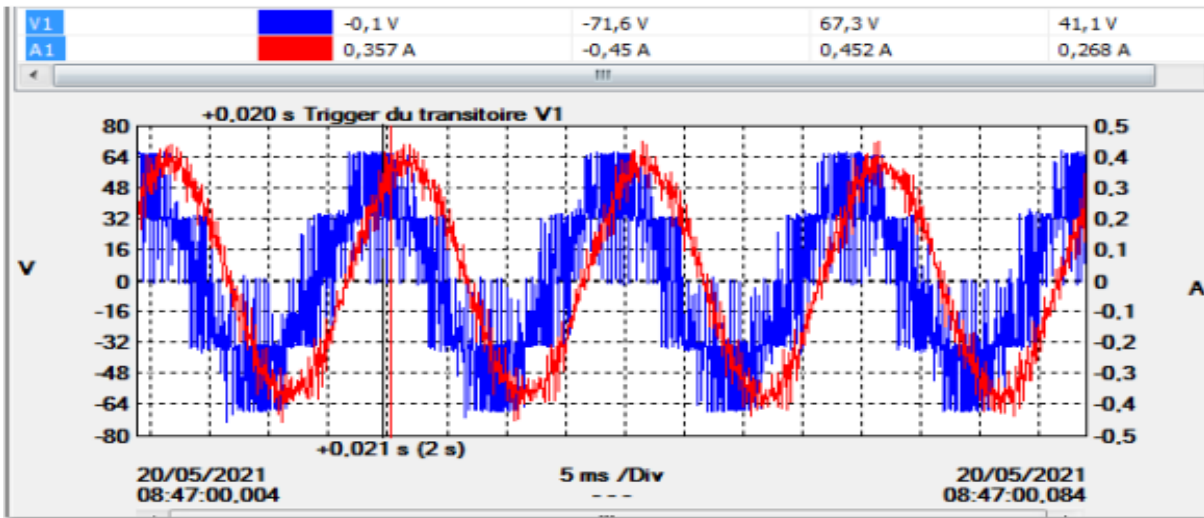 V1 -0,1 V -71,6 V 67,3 V 41,1 V
A1 0,357 A -0,45 A 0,452 A 0,268 A
+0,020 s Trigger du transitoire V1
80 0,5
64 0,4
48 0,3
32 0,2
16 0,1
V 0 0 A
-16 -0,1
-32 -0,2
-48 -0,3
-64 -0,4
-80 -0,5
+0,021 s (2 s)
20/05/2021 5 ms /Div 20/05/2021
08:47:00,004 - - - 08:47:00,084